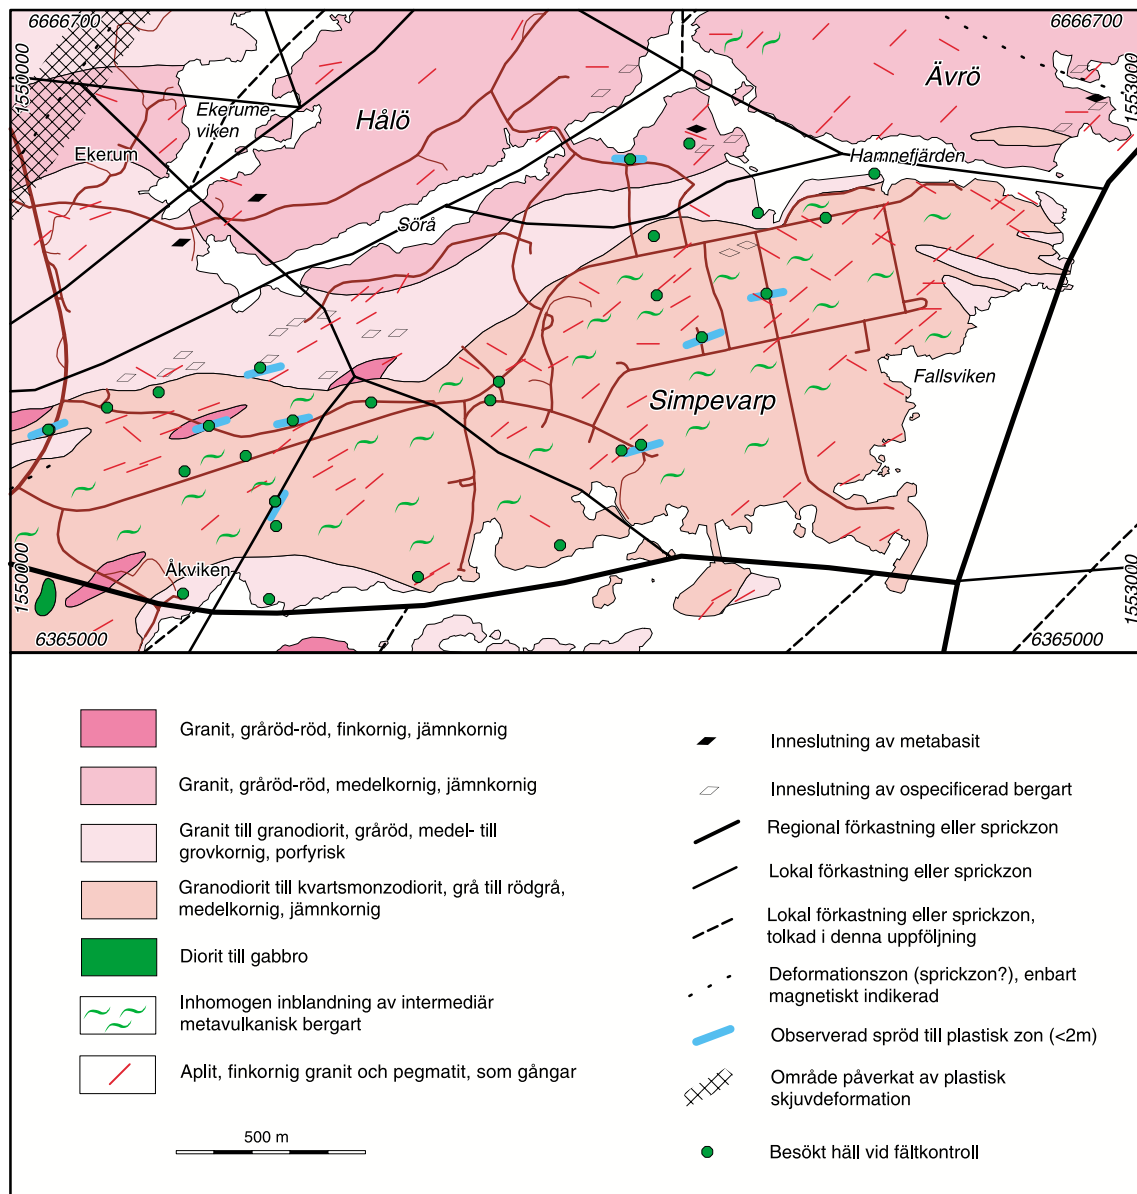 6666700
6666700
1550000
1553000
Ävrö
Ekerume-
viken
Hålö
Ekerum
Hamnefjärden
Sörå
Fallsviken
Simpevarp
Åkviken
1550000
1553000
6365000
6365000
Granit, gråröd-röd, finkornig, jämnkornig
Granit, gråröd-röd, medelkornig, jämnkornig
Granit till granodiorit, gråröd, medel- till
grovkornig, porfyrisk
Granodiorit till kvartsmonzodiorit, grå till rödgrå,
medelkornig, jämnkornig
Diorit till gabbro
Inhomogen inblandning av intermediär
metavulkanisk bergart
Aplit, finkornig granit och pegmatit, som gångar
500 m
Inneslutning av metabasit
Inneslutning av ospecificerad bergart
Regional förkastning eller sprickzon
Lokal förkastning eller sprickzon
Lokal förkastning eller sprickzon,
tolkad i denna uppföljning
Deformationszon (sprickzon?), enbart
magnetiskt indikerad
Observerad spröd till plastisk zon (<2m)
Område påverkat av plastisk
skjuvdeformation
Besökt häll vid fältkontroll